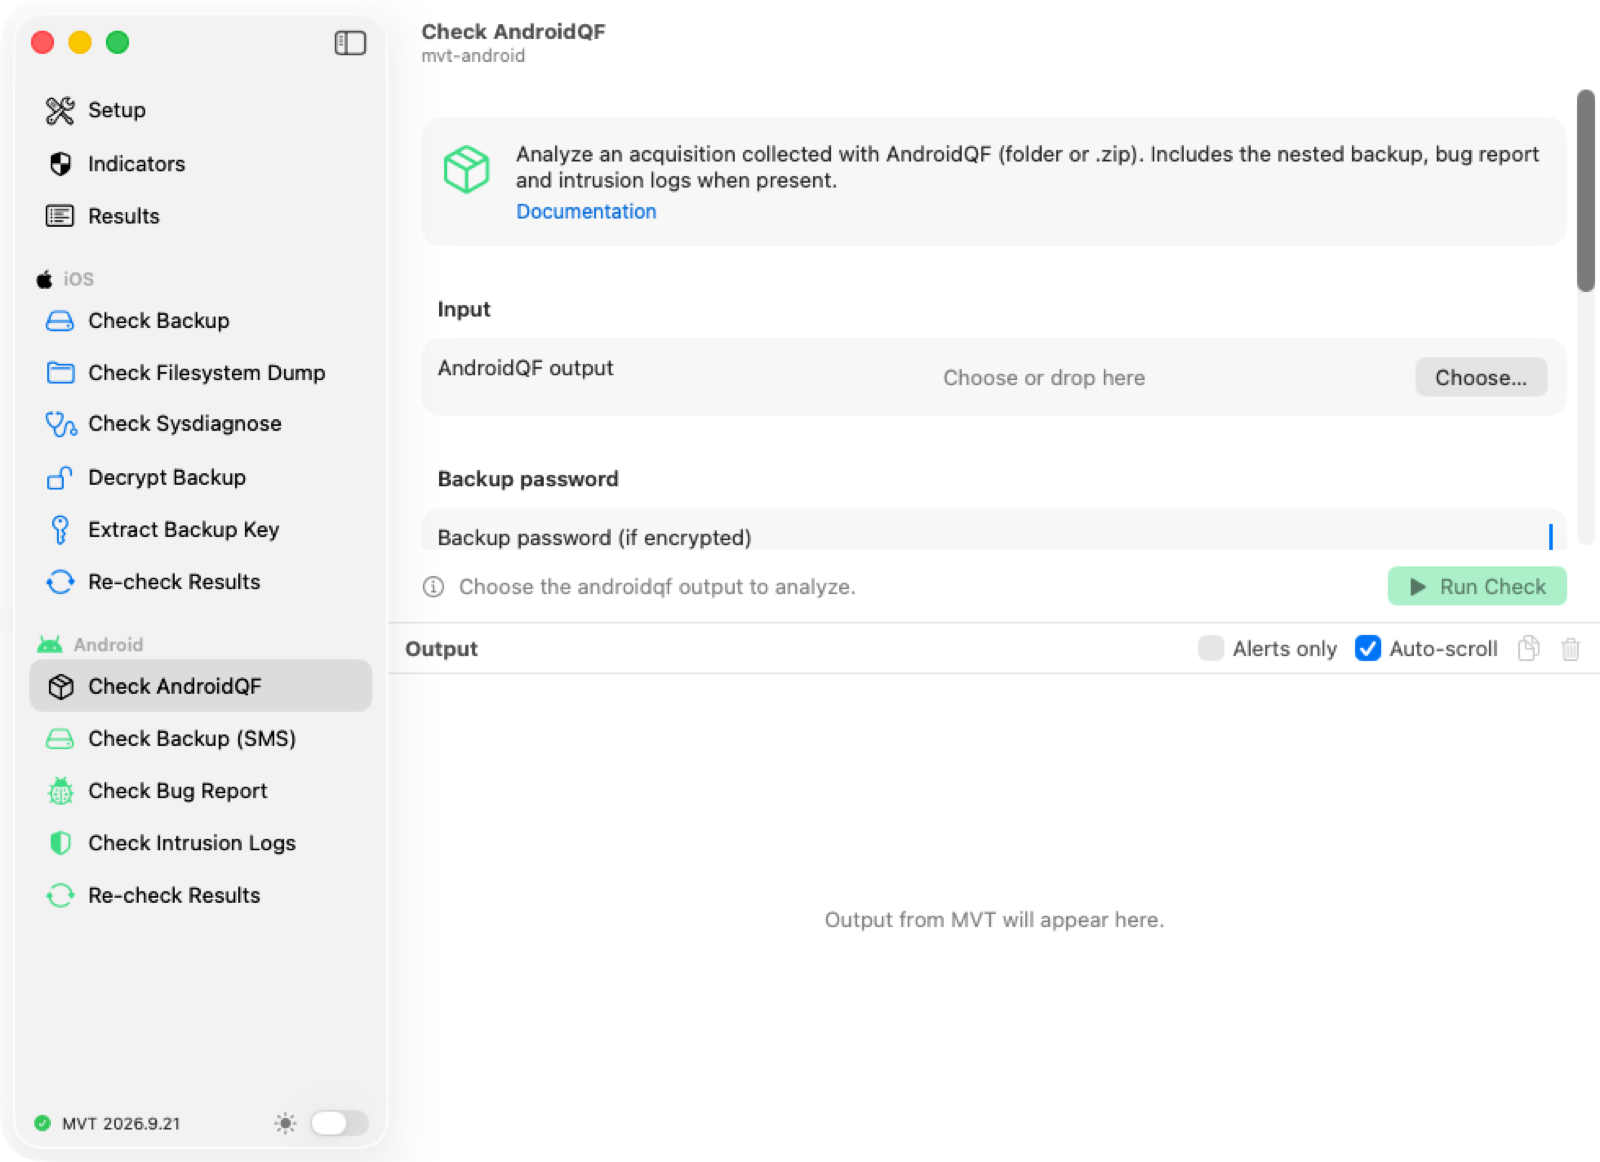 Setup
Indicators
Results
iOS
Check Backup
Check Filesystem Dump
Check Sysdiagnose
Decrypt Backup
Extract Backup Key
Re-check Results
Android
Check AndroidQF
Check Backup (SMS)
Check Bug Report
Check Intrusion Logs
Re-check Results
MVT 2026.9.21
Check AndroidQF
mvt-android
Analyze an acquisition collected with AndroidQF (folder or .zip). Includes the nested backup, bug report
and intrusion logs when present.
Documentation
Input
AndroidQF output
Choose or drop here
Choose...
Backup password
Backup password (if encrypted)
Choose the androidqf output to analyze.
Run Check
Output
Alerts only
Auto-scroll
Output from MVT will appear here.